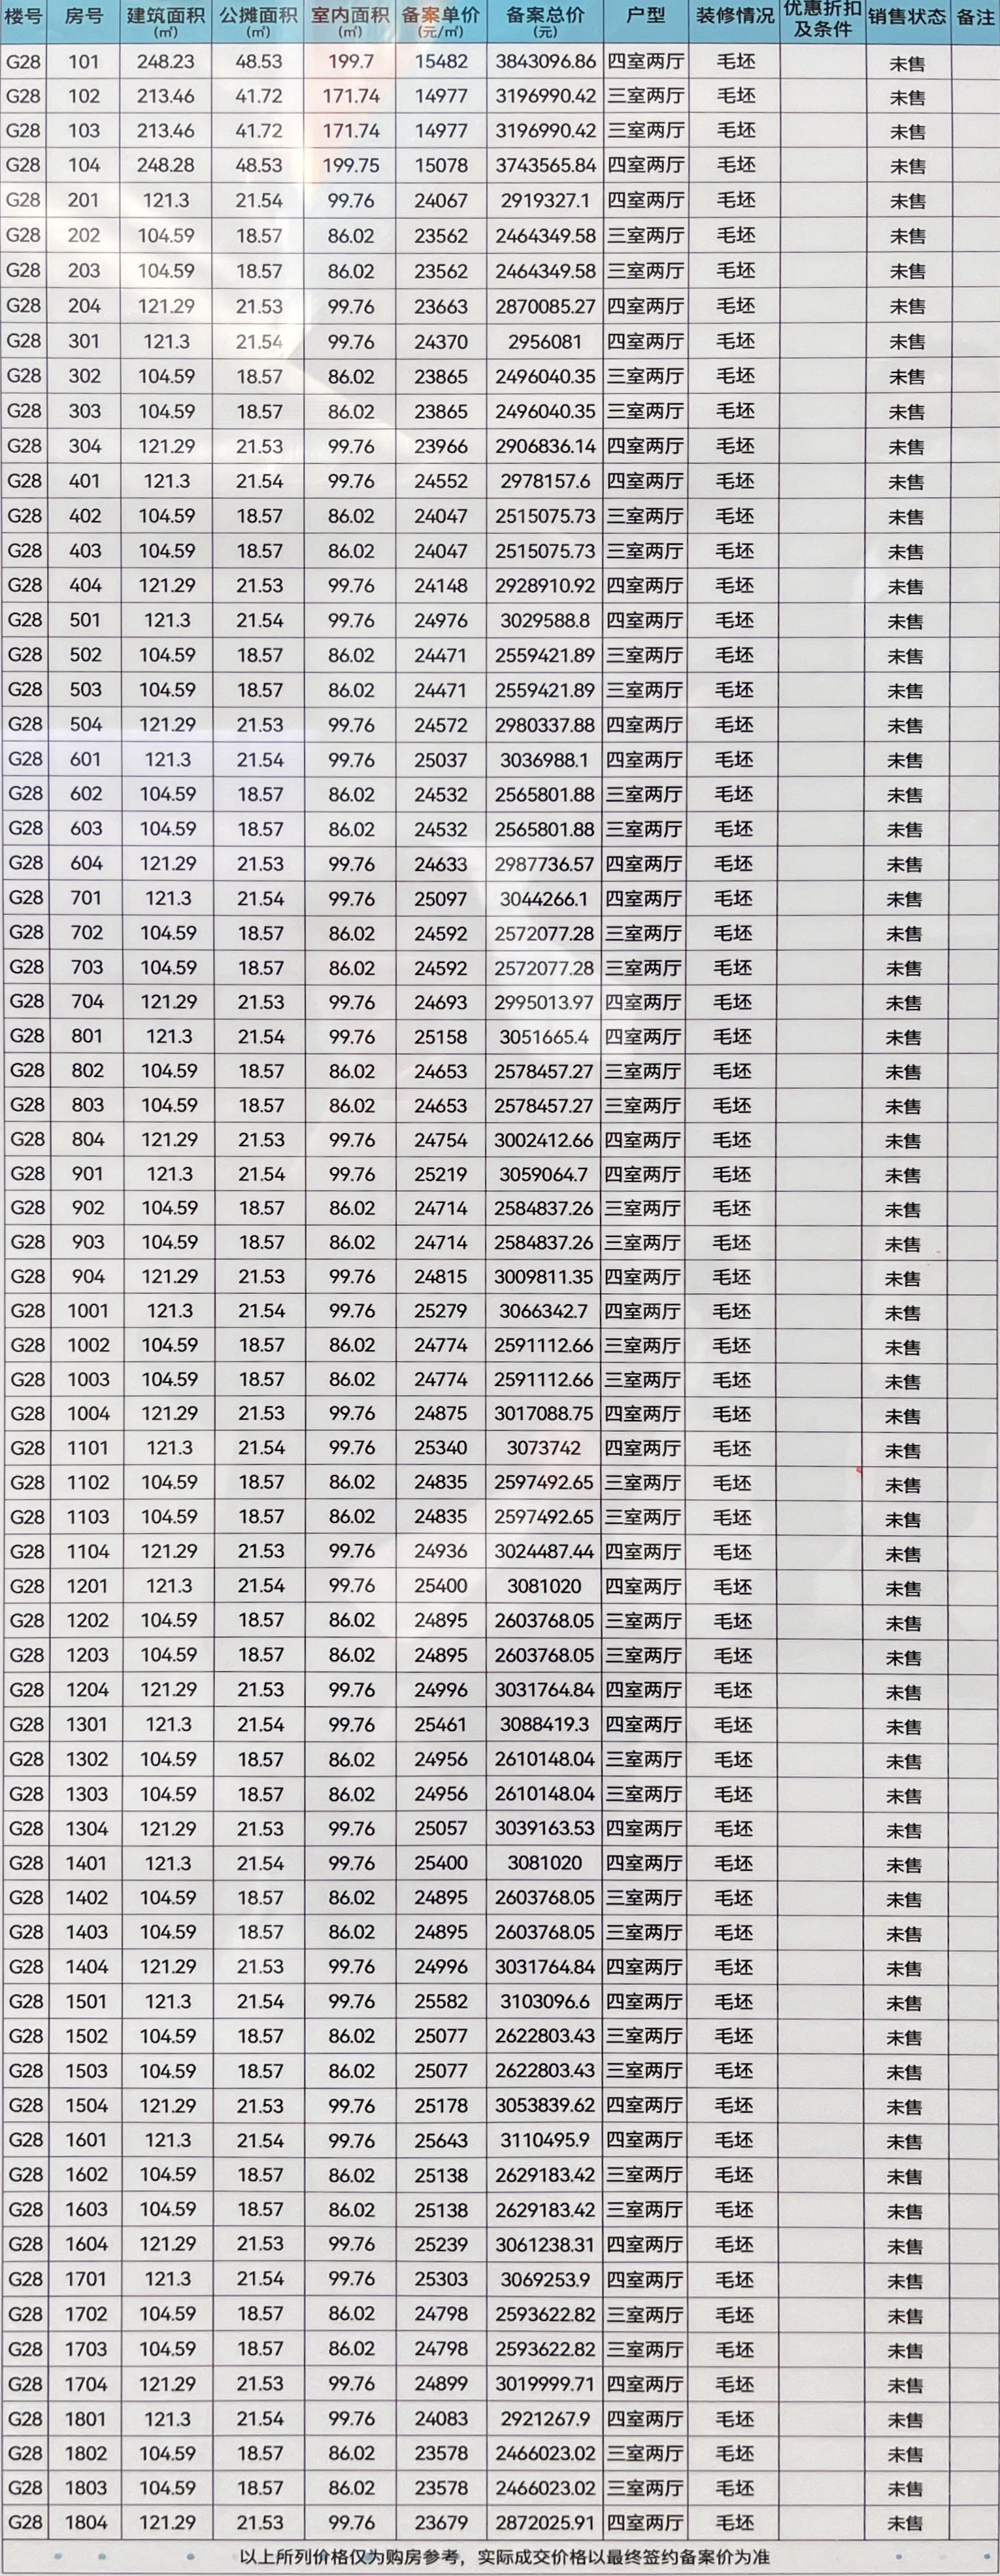 楼号 房号 建筑面积(㎡) 公摊面积(㎡) 室内面积(㎡) 备案单价(元/㎡) 备案总价(元) 户型 装修情况 优惠折扣及条件 销售状态 备注
G28 101 248.23 48.53 199.7 15482 3843096.86 四室两厅 毛坯 未售
G28 102 213.46 41.72 171.74 14977 3196990.42 三室两厅 毛坯 未售
G28 103 213.46 41.72 171.74 14977 3196990.42 三室两厅 毛坯 未售
G28 104 248.28 48.53 199.75 15078 3743565.84 四室两厅 毛坯 未售
G28 201 121.3 21.54 99.76 24067 2919327.1 四室两厅 毛坯 未售
G28 202 104.59 18.57 86.02 23562 2464349.58 三室两厅 毛坯 未售
G28 203 104.59 18.57 86.02 23562 2464349.58 三室两厅 毛坯 未售
G28 204 121.29 21.53 99.76 23663 2870085.27 四室两厅 毛坯 未售
G28 301 121.3 21.54 99.76 24370 2956081 四室两厅 毛坯 未售
G28 302 104.59 18.57 86.02 23865 2496040.35 三室两厅 毛坯 未售
G28 303 104.59 18.57 86.02 23865 2496040.35 三室两厅 毛坯 未售
G28 304 121.29 21.53 99.76 23966 2906836.14 四室两厅 毛坯 未售
G28 401 121.3 21.54 99.76 24552 2978157.6 四室两厅 毛坯 未售
G28 402 104.59 18.57 86.02 24047 2515075.73 三室两厅 毛坯 未售
G28 403 104.59 18.57 86.02 24047 2515075.73 三室两厅 毛坯 未售
G28 404 121.29 21.53 99.76 24148 2928910.92 四室两厅 毛坯 未售
G28 501 121.3 21.54 99.76 24976 3029588.8 四室两厅 毛坯 未售
G28 502 104.59 18.57 86.02 24471 2559421.89 三室两厅 毛坯 未售
G28 503 104.59 18.57 86.02 24471 2559421.89 三室两厅 毛坯 未售
G28 504 121.29 21.53 99.76 24572 2980337.88 四室两厅 毛坯 未售
G28 601 121.3 21.54 99.76 25037 3036988.1 四室两厅 毛坯 未售
G28 602 104.59 18.57 86.02 24532 2565801.88 三室两厅 毛坯 未售
G28 603 104.59 18.57 86.02 24532 2565801.88 三室两厅 毛坯 未售
G28 604 121.29 21.53 99.76 24633 2987736.57 四室两厅 毛坯 未售
G28 701 121.3 21.54 99.76 25097 3044266.1 四室两厅 毛坯 未售
G28 702 104.59 18.57 86.02 24592 2572077.28 三室两厅 毛坯 未售
G28 703 104.59 18.57 86.02 24592 2572077.28 三室两厅 毛坯 未售
G28 704 121.29 21.53 99.76 24693 2995013.97 四室两厅 毛坯 未售
G28 801 121.3 21.54 99.76 25158 3051665.4 四室两厅 毛坯 未售
G28 802 104.59 18.57 86.02 24653 2578457.27 三室两厅 毛坯 未售
G28 803 104.59 18.57 86.02 24653 2578457.27 三室两厅 毛坯 未售
G28 804 121.29 21.53 99.76 24754 3002412.66 四室两厅 毛坯 未售
G28 901 121.3 21.54 99.76 25219 3059064.7 四室两厅 毛坯 未售
G28 902 104.59 18.57 86.02 24714 2584837.26 三室两厅 毛坯 未售
G28 903 104.59 18.57 86.02 24714 2584837.26 三室两厅 毛坯 未售
G28 904 121.29 21.53 99.76 24815 3009811.35 四室两厅 毛坯 未售
G28 1001 121.3 21.54 99.76 25279 3066342.7 四室两厅 毛坯 未售
G28 1002 104.59 18.57 86.02 24774 2591112.66 三室两厅 毛坯 未售
G28 1003 104.59 18.57 86.02 24774 2591112.66 三室两厅 毛坯 未售
G28 1004 121.29 21.53 99.76 24875 3017088.75 四室两厅 毛坯 未售
G28 1101 121.3 21.54 99.76 25340 3073742 四室两厅 毛坯 未售
G28 1102 104.59 18.57 86.02 24835 2597492.65 三室两厅 毛坯 未售
G28 1103 104.59 18.57 86.02 24835 2597492.65 三室两厅 毛坯 未售
G28 1104 121.29 21.53 99.76 24936 3024487.44 四室两厅 毛坯 未售
G28 1201 121.3 21.54 99.76 25400 3081020 四室两厅 毛坯 未售
G28 1202 104.59 18.57 86.02 24895 2603768.05 三室两厅 毛坯 未售
G28 1203 104.59 18.57 86.02 24895 2603768.05 三室两厅 毛坯 未售
G28 1204 121.29 21.53 99.76 24996 3031764.84 四室两厅 毛坯 未售
G28 1301 121.3 21.54 99.76 25461 3088419.3 四室两厅 毛坯 未售
G28 1302 104.59 18.57 86.02 24956 2610148.04 三室两厅 毛坯 未售
G28 1303 104.59 18.57 86.02 24956 2610148.04 三室两厅 毛坯 未售
G28 1304 121.29 21.53 99.76 25057 3039163.53 四室两厅 毛坯 未售
G28 1401 121.3 21.54 99.76 25400 3081020 四室两厅 毛坯 未售
G28 1402 104.59 18.57 86.02 24895 2603768.05 三室两厅 毛坯 未售
G28 1403 104.59 18.57 86.02 24895 2603768.05 三室两厅 毛坯 未售
G28 1404 121.29 21.53 99.76 24996 3031764.84 四室两厅 毛坯 未售
G28 1501 121.3 21.54 99.76 25582 3103096.6 四室两厅 毛坯 未售
G28 1502 104.59 18.57 86.02 25077 2622803.43 三室两厅 毛坯 未售
G28 1503 104.59 18.57 86.02 25077 2622803.43 三室两厅 毛坯 未售
G28 1504 121.29 21.53 99.76 25178 3053839.62 四室两厅 毛坯 未售
G28 1601 121.3 21.54 99.76 25643 3110495.9 四室两厅 毛坯 未售
G28 1602 104.59 18.57 86.02 25138 2629183.42 三室两厅 毛坯 未售
G28 1603 104.59 18.57 86.02 25138 2629183.42 三室两厅 毛坯 未售
G28 1604 121.29 21.53 99.76 25239 3061238.31 四室两厅 毛坯 未售
G28 1701 121.3 21.54 99.76 25303 3069253.9 四室两厅 毛坯 未售
G28 1702 104.59 18.57 86.02 24798 2593622.82 三室两厅 毛坯 未售
G28 1703 104.59 18.57 86.02 24798 2593622.82 三室两厅 毛坯 未售
G28 1704 121.29 21.53 99.76 24899 3019999.71 四室两厅 毛坯 未售
G28 1801 121.3 21.54 99.76 24083 2921267.9 四室两厅 毛坯 未售
G28 1802 104.59 18.57 86.02 23578 2466023.02 三室两厅 毛坯 未售
G28 1803 104.59 18.57 86.02 23578 2466023.02 三室两厅 毛坯 未售
G28 1804 121.29 21.53 99.76 23679 2872025.91 四室两厅 毛坯 未售
以上所列价格仅为购房参考，实际成交价格以最终签约备案价为准